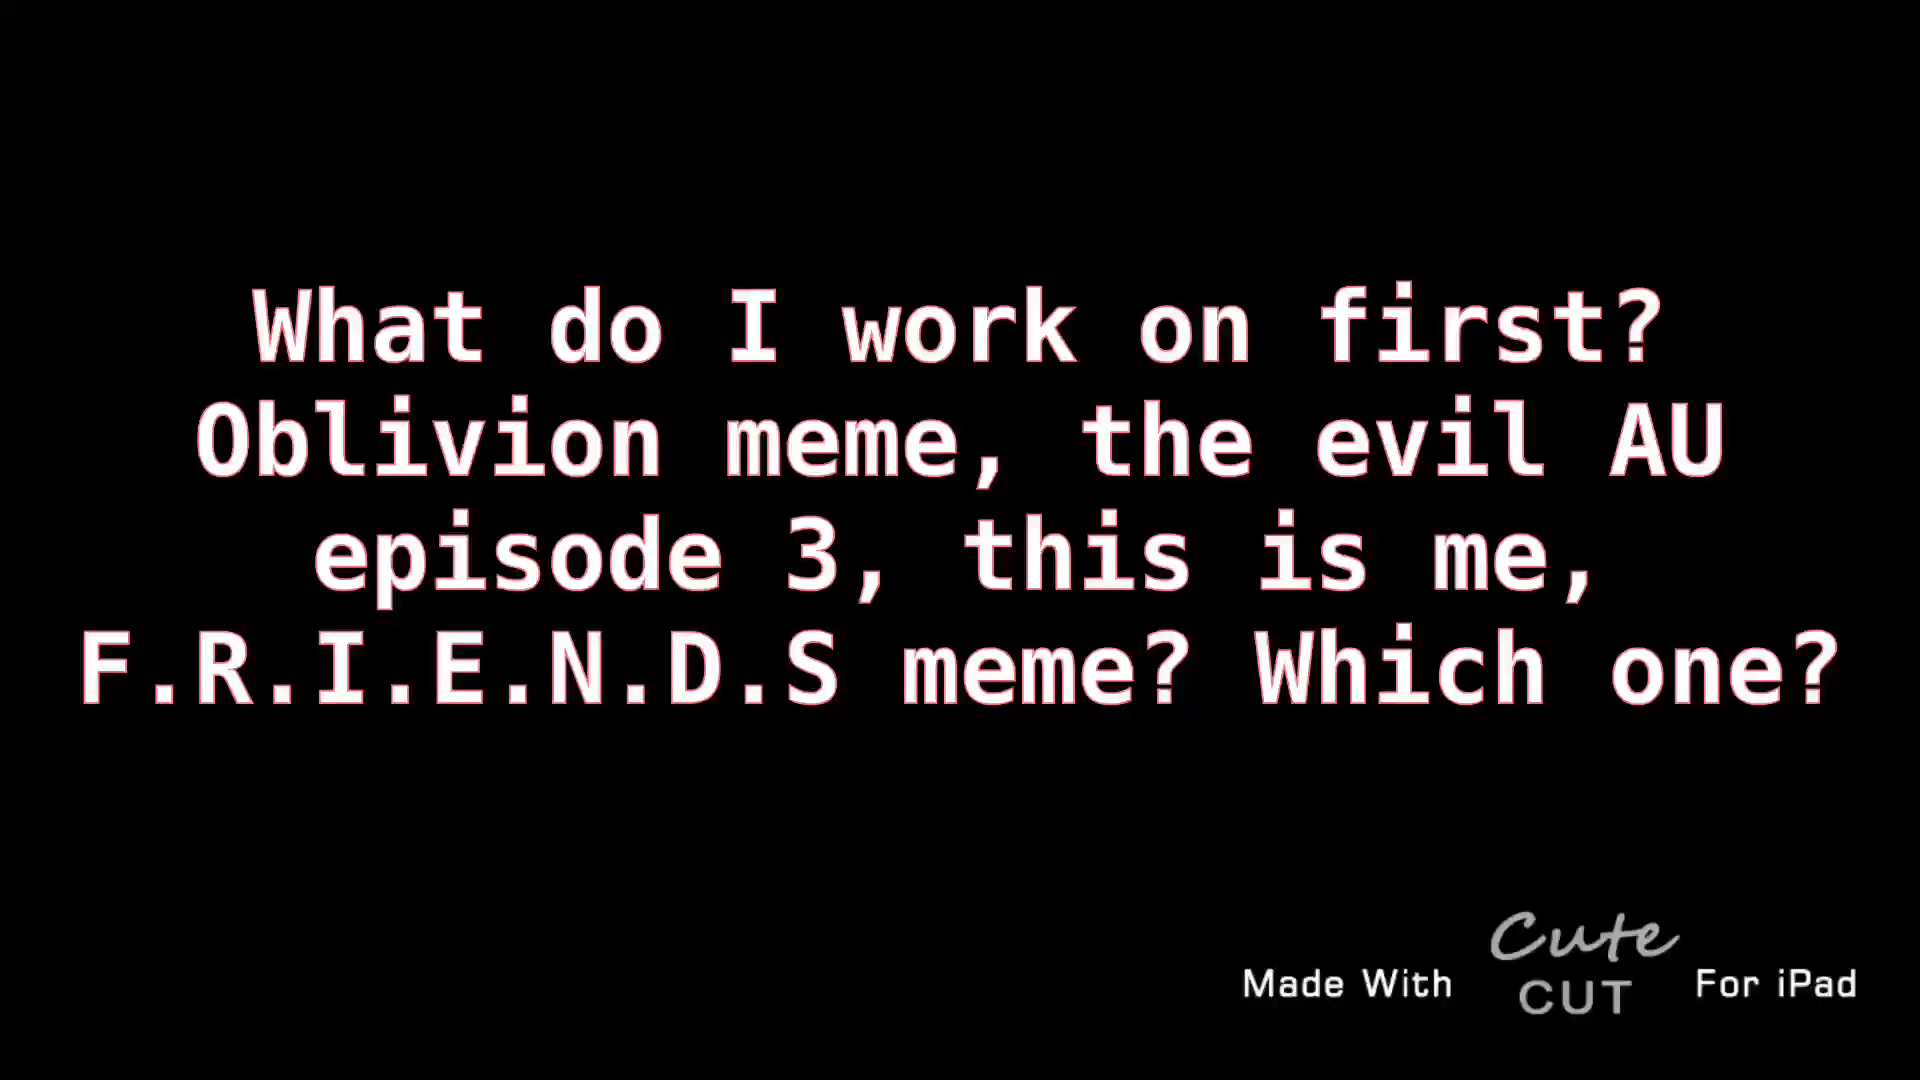 What do I work on first?
Oblivion meme, the evil AU
episode 3, this is me,
F.R.I.E.N.D.S meme? Which one?
Cute
Made With CUT For iPad